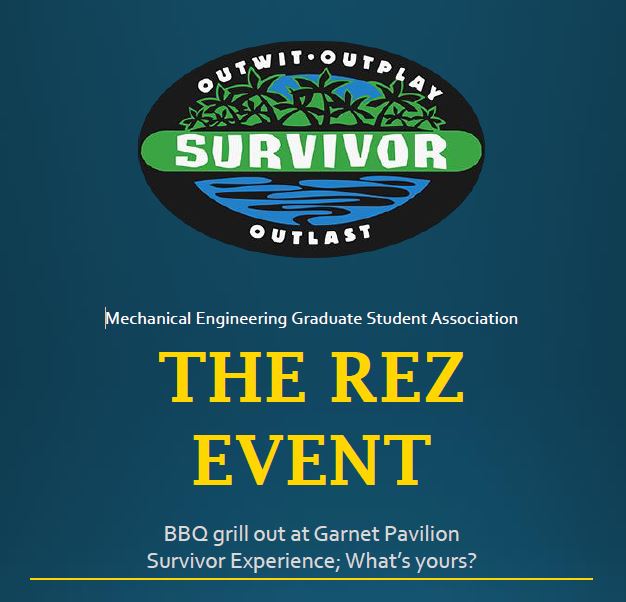 OUTWIT·OUTPLAY
SURVIVOR
OUTLAST
Mechanical Engineering Graduate Student Association
THE REZ
EVENT
BBQ grill out at Garnet Pavilion
Survivor Experience; What’s yours?